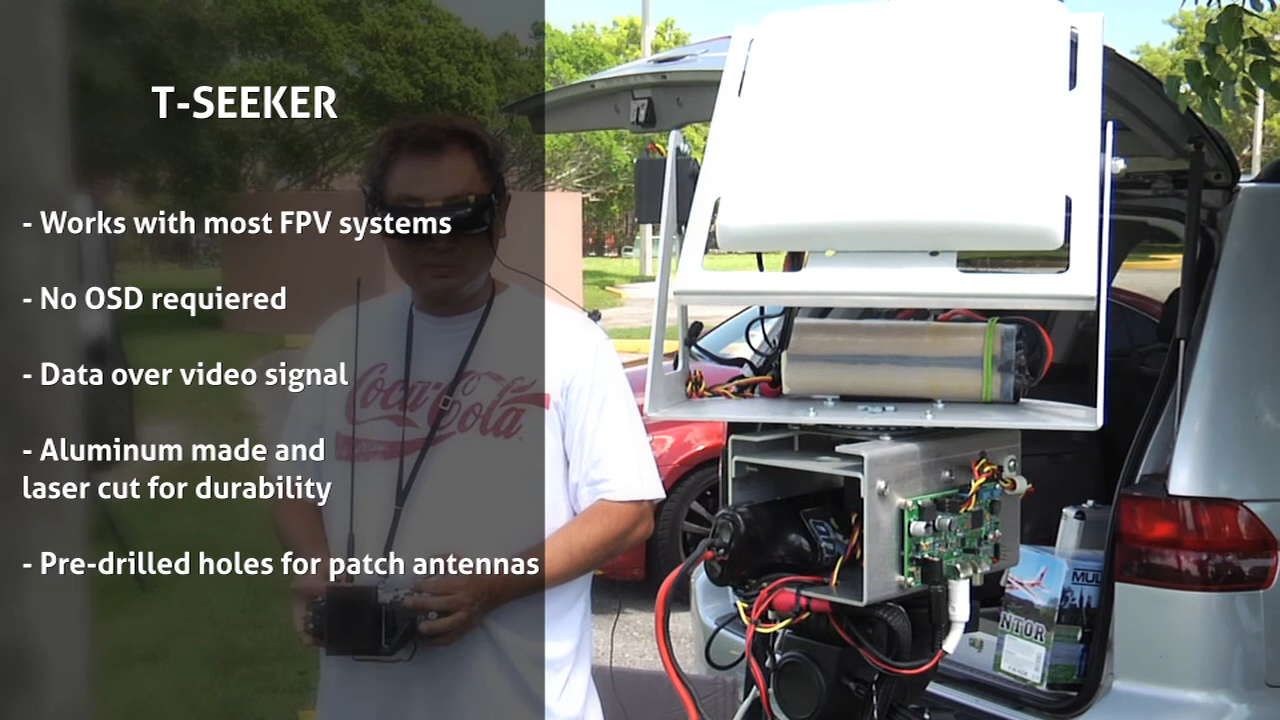 T-SEEKER
- Works with most FPV systems
- No OSD requiered
- Data over video signal
- Aluminum made and
laser cut for durability
- Pre-drilled holes for patch antennas
Coca-Cola
MUL
NTOR